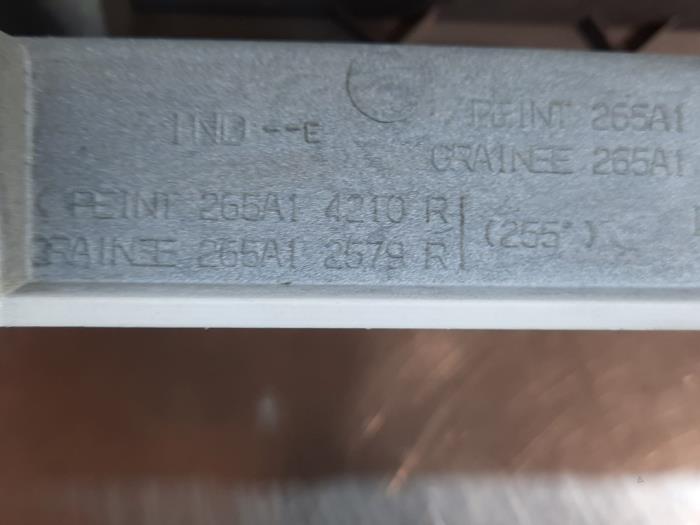 IND --E
PEINT 265A1
GRAINEE 265A1
PEINT 265A1 4210 R
GRAINEE 265A1 2579 R
(255°)